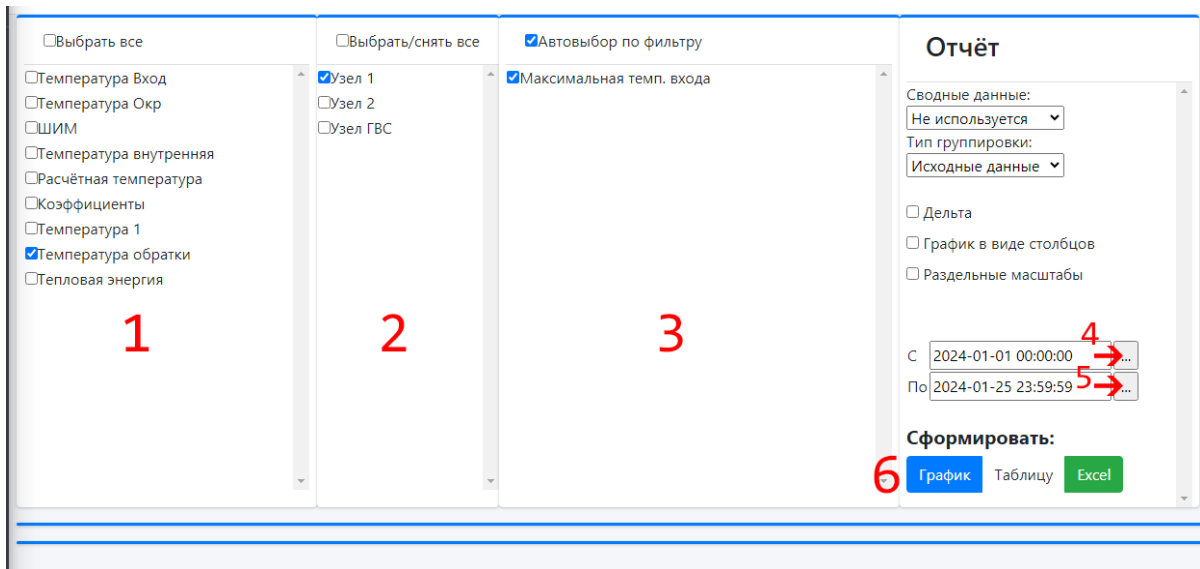 Выбрать все
Температура Вход
Температура Окр
ШИМ
Температура внутренняя
Расчётная температура
Коэффициенты
Температура 1
Температура обратки
Тепловая энергия
1
Выбрать/снять все
Узел 1
Узел 2
Узел ГВС
2
Автовыбор по фильтру
Максимальная темп. входа
3
Отчёт
Сводные данные:
Не используется
Тип группировки:
Исходные данные
Дельта
График в виде столбцов
Раздельные масштабы
4
С 2024-01-01 00:00:00 ...
5
По 2024-01-25 23:59:59 ...
Сформировать:
6
График Таблицу Excel